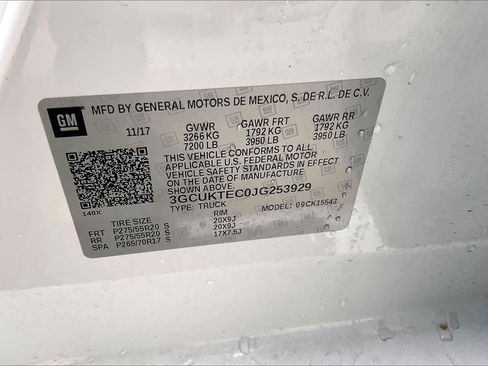 GM
MFD BY GENERAL MOTORS DE MEXICO, S. DE R.L. DE C.V.
11/17 GVWR GAWR FRT GAWR RR
3266 KG 1792 KG 1792 KG
7200 LB 3950 LB 3950 LB
THIS VEHICLE CONFORMS TO ALL
APPLICABLE U.S. FEDERAL MOTOR
VEHICLE SAFETY STANDARDS IN EFFECT ON
THE DATE OF MANUFACTURE
3GCUKTEC0JG253929
TYPE: TRUCK MODEL: 09CK15543
140X
TIRE SIZE RIM
FRT P275/55R20 S 20X9J
RR P275/55R20 S 20X9J
SPA P265/70R17 S 17X7.5J